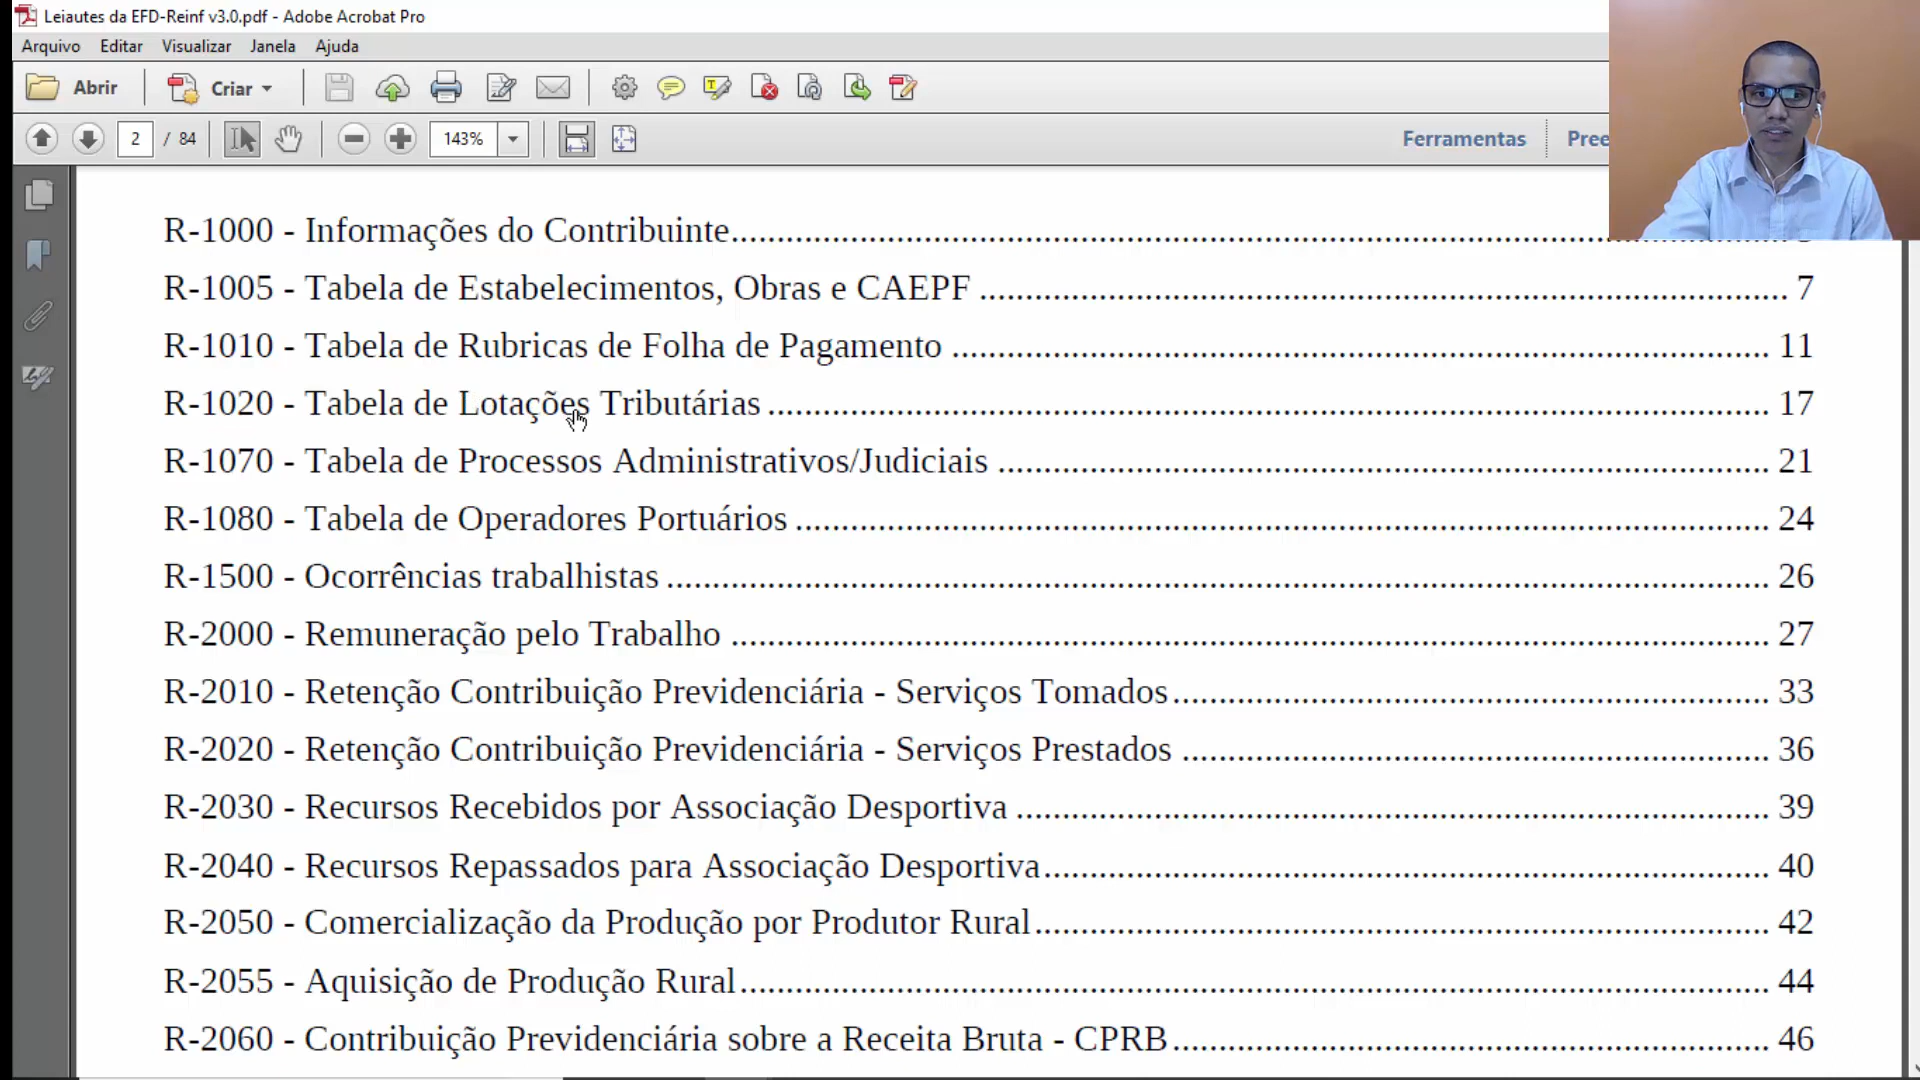 Leiautes da EFD-Reinf v3.0.pdf - Adobe Acrobat Pro
Arquivo Editar Visualizar Janela Ajuda
Abrir Criar
2 / 84 143% Ferramentas Pree
R-1000 - Informações do Contribuinte
R-1005 - Tabela de Estabelecimentos, Obras e CAEPF 7
R-1010 - Tabela de Rubricas de Folha de Pagamento 11
R-1020 - Tabela de Lotações Tributárias 17
R-1070 - Tabela de Processos Administrativos/Judiciais 21
R-1080 - Tabela de Operadores Portuários 24
R-1500 - Ocorrências trabalhistas 26
R-2000 - Remuneração pelo Trabalho 27
R-2010 - Retenção Contribuição Previdenciária - Serviços Tomados 33
R-2020 - Retenção Contribuição Previdenciária - Serviços Prestados 36
R-2030 - Recursos Recebidos por Associação Desportiva 39
R-2040 - Recursos Repassados para Associação Desportiva 40
R-2050 - Comercialização da Produção por Produtor Rural 42
R-2055 - Aquisição de Produção Rural 44
R-2060 - Contribuição Previdenciária sobre a Receita Bruta - CPRB 46